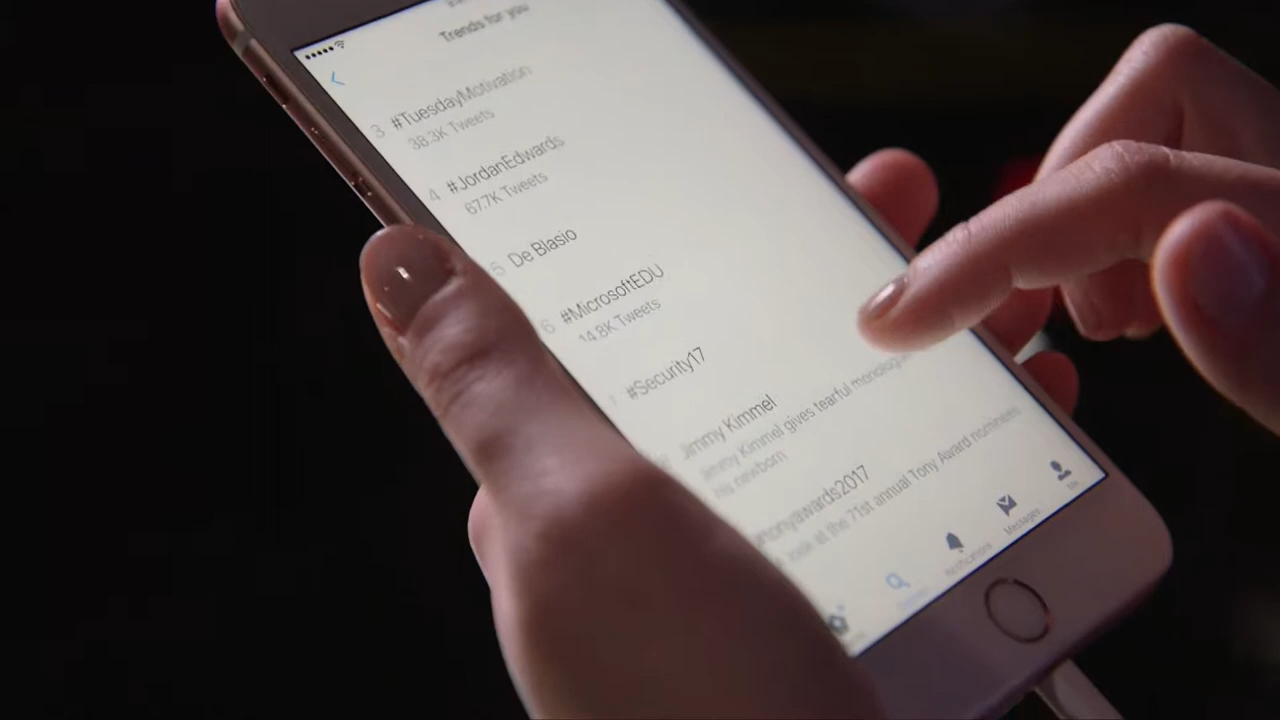 Trends for you
3 #TuesdayMotivation
38.3K Tweets
4 #JordanEdwards
67.7K Tweets
5 De Blasio
6 #MicrosoftEDU
14.8K Tweets
#Security17
Jimmy Kimmel
Jimmy Kimmel gives tearful monologue
his newborn
look at the 71st annual Tony Award nominees
Notifications
Messages
Me